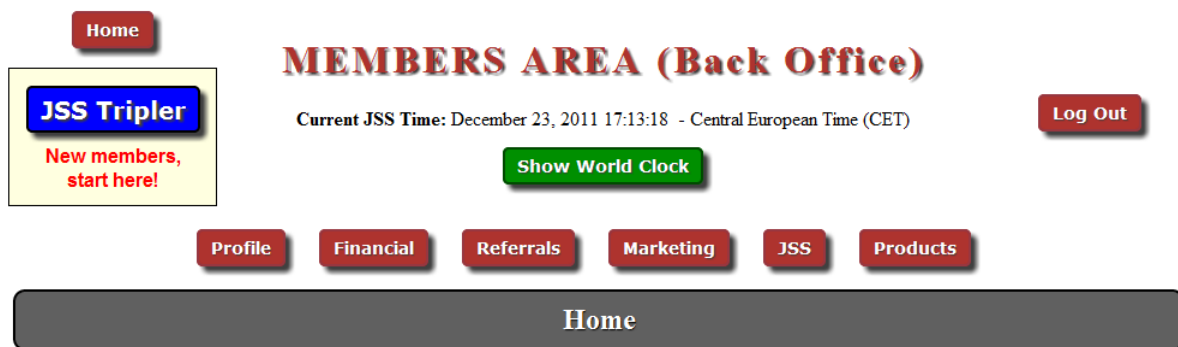 Home
MEMBERS AREA (Back Office)
JSS Tripler
New members,
start here!
Current JSS Time: December 23, 2011 17:13:18 - Central European Time (CET)
Log Out
Show World Clock
Profile
Financial
Referrals
Marketing
JSS
Products
Home